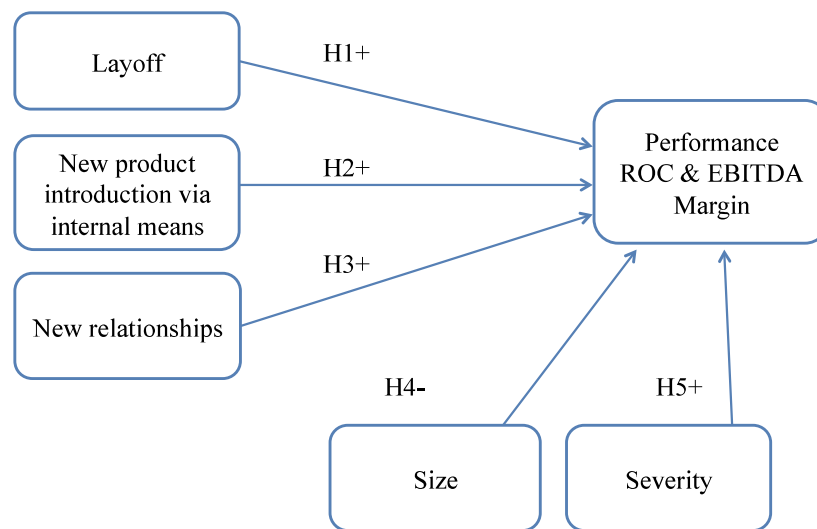 Layoff
H1+
New product
introduction via
internal means
H2+
Performance
ROC & EBITDA
Margin
New relationships
H3+
H4-
H5+
Size
Severity